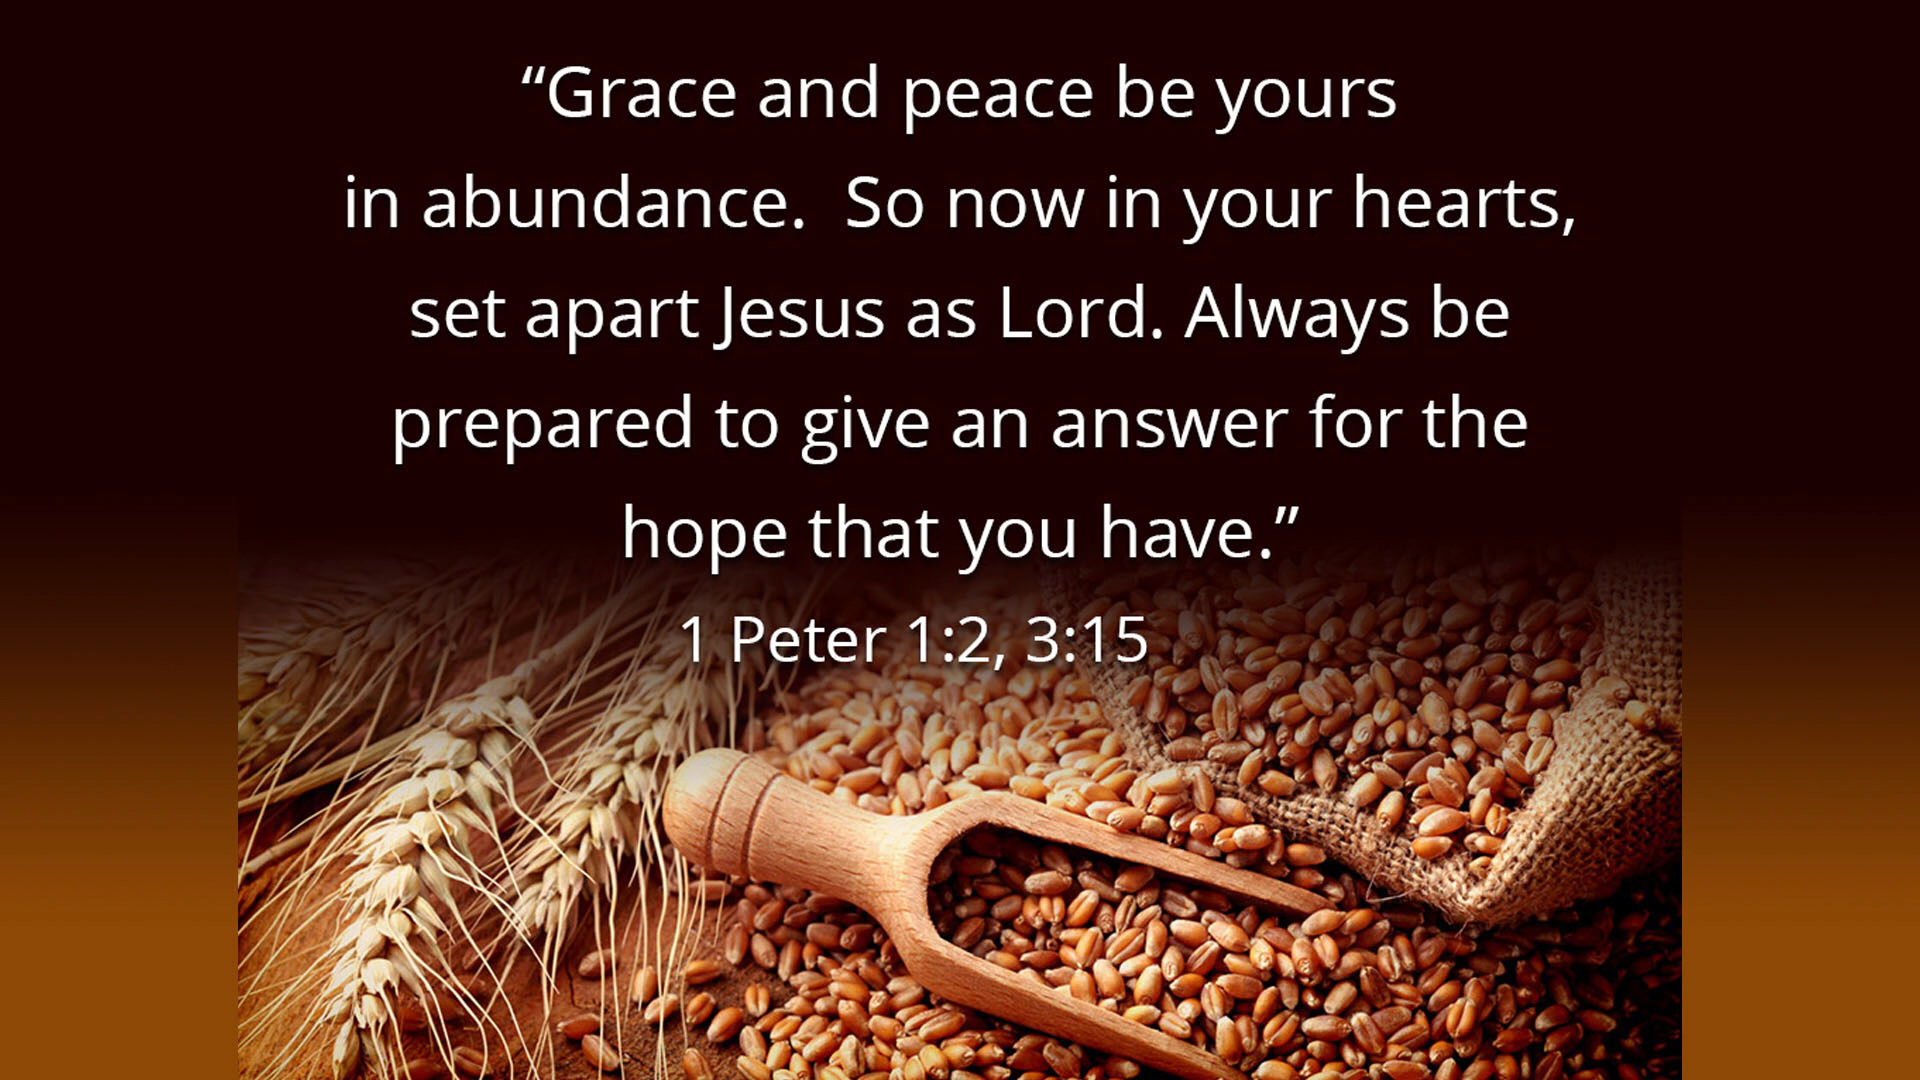 “Grace and peace be yours
in abundance.  So now in your hearts,
set apart Jesus as Lord. Always be
prepared to give an answer for the
hope that you have.”
1 Peter 1:2, 3:15